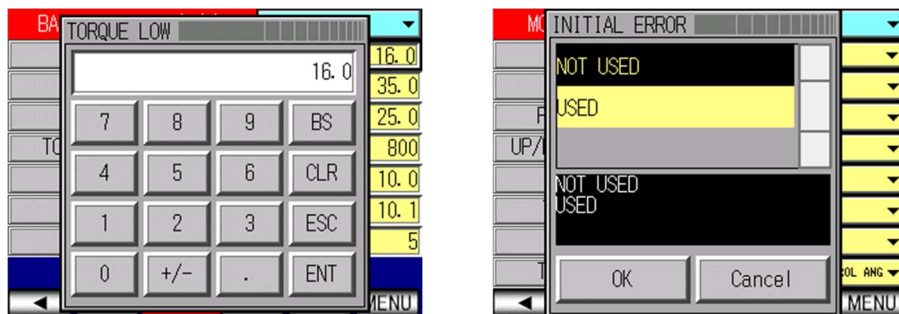 BA
TORQUE LOW
16.0
16.0
35.0
7 8 9 BS
25.0
TO
800
4 5 6 CLR
10.0
1 2 3 ESC
10.1
5
0 +/- . ENT
MENU
MO
INITIAL ERROR
NOT USED
USED
UP/
NOT USED
USED
OK Cancel
COL ANG
MENU